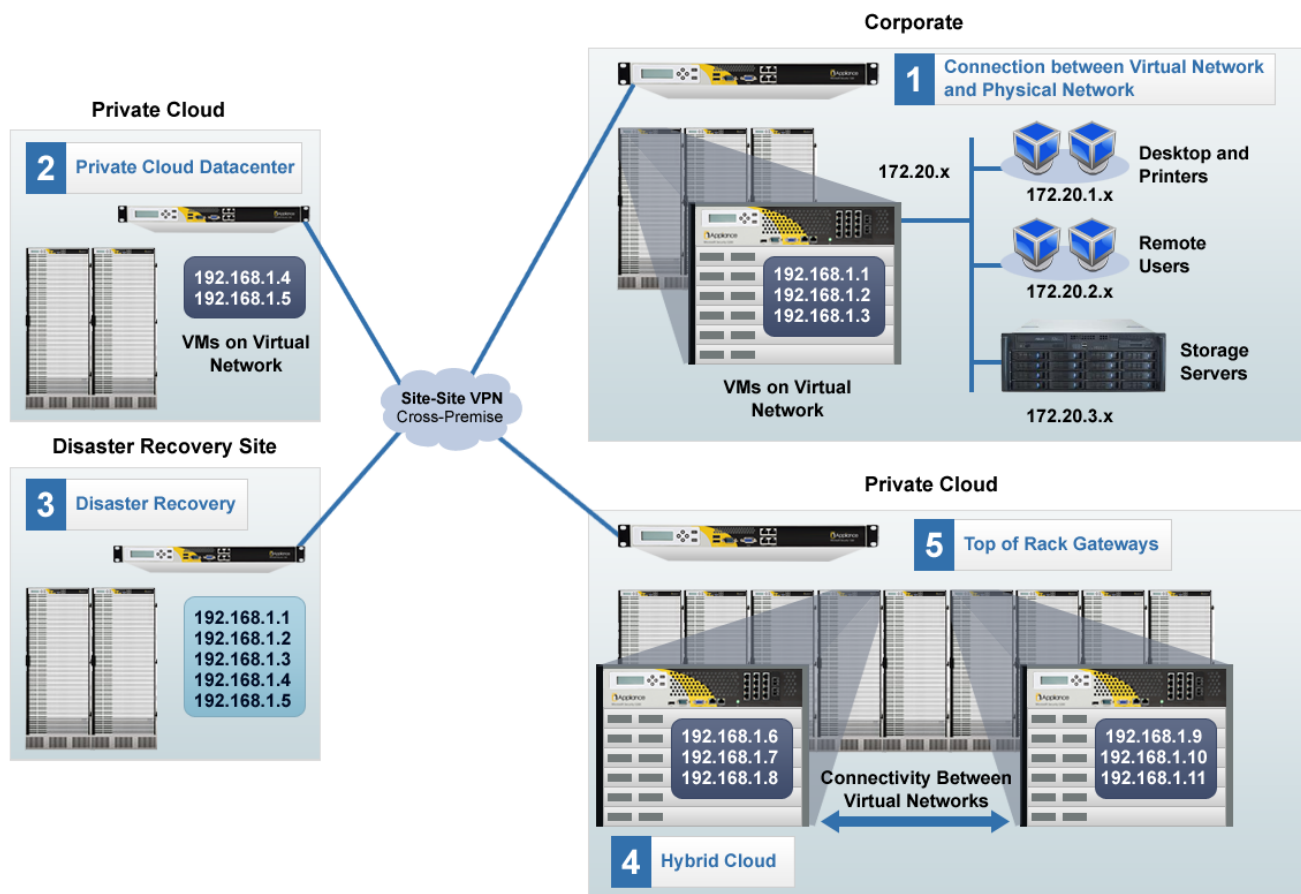 Corporate
1
Connection between Virtual Network
and Physical Network
Appliance
172.20.x
Desktop and
Printers
172.20.1.x
Remote
Users
172.20.2.x
Storage
Servers
172.20.3.x
Appliance
192.168.1.1
192.168.1.2
192.168.1.3
VMs on Virtual
Network
Private Cloud
2
Private Cloud Datacenter
192.168.1.4
192.168.1.5
VMs on Virtual
Network
Site-Site VPN
Cross-Premise
Disaster Recovery Site
3
Disaster Recovery
192.168.1.1
192.168.1.2
192.168.1.3
192.168.1.4
192.168.1.5
Private Cloud
5
Top of Rack Gateways
Appliance
Appliance
192.168.1.6
192.168.1.7
192.168.1.8
Connectivity Between
Virtual Networks
Appliance
192.168.1.9
192.168.1.10
192.168.1.11
4
Hybrid Cloud